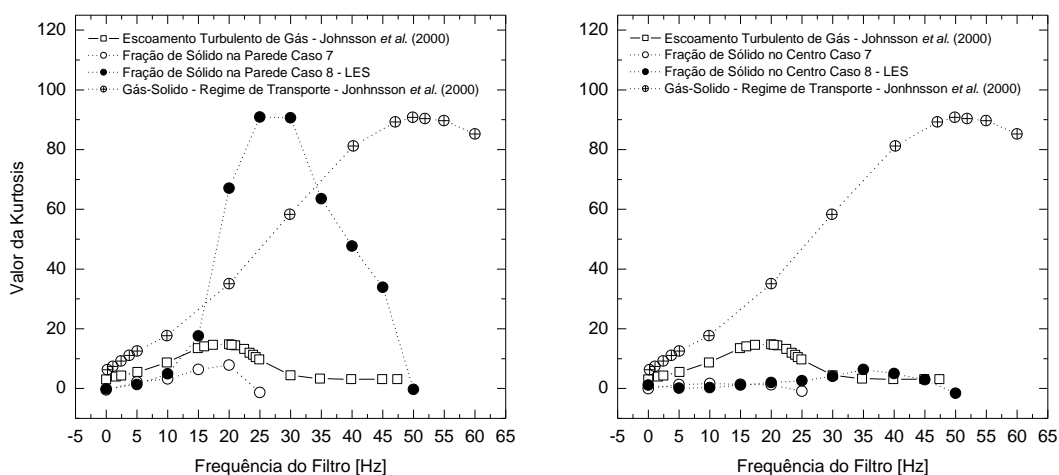 120
100
80
60
40
20
0
Valor da Kurtosis
Escoamento Turbulento de Gás - Johnsson et al. (2000)
Fração de Sólido na Parede Caso 7
Fração de Sólido na Parede Caso 8 - LES
Gás-Solido - Regime de Transporte - Jonhnsson et al. (2000)
-5 0 5 10 15 20 25 30 35 40 45 50 55 60 65
Frequência do Filtro [Hz]
120
100
80
60
40
20
0
Escoamento Turbulento de Gás - Johnsson et al. (2000)
Fração de Sólido no Centro Caso 7
Fração de Sólido no Centro Caso 8 - LES
Gás-Solido - Regime de Transporte - Jonhnsson et al. (2000)
-5 0 5 10 15 20 25 30 35 40 45 50 55 60 65
Frequência do Filtro [Hz]